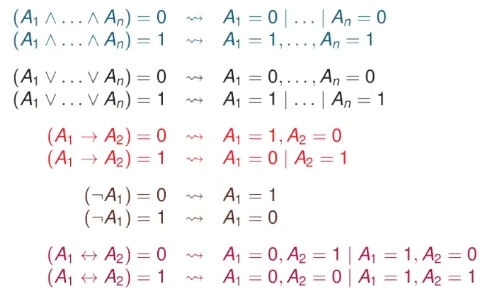 (A₁ ∧ … ∧ Aₙ) = 0 ⇝ A₁ = 0 | … | Aₙ = 0
(A₁ ∧ … ∧ Aₙ) = 1 ⇝ A₁ = 1, … , Aₙ = 1
(A₁ ∨ … ∨ Aₙ) = 0 ⇝ A₁ = 0, … , Aₙ = 0
(A₁ ∨ … ∨ Aₙ) = 1 ⇝ A₁ = 1 | … | Aₙ = 1
(A₁ → A₂) = 0 ⇝ A₁ = 1, A₂ = 0
(A₁ → A₂) = 1 ⇝ A₁ = 0 | A₂ = 1
(¬A₁) = 0 ⇝ A₁ = 1
(¬A₁) = 1 ⇝ A₁ = 0
(A₁ ↔ A₂) = 0 ⇝ A₁ = 0, A₂ = 1 | A₁ = 1, A₂ = 0
(A₁ ↔ A₂) = 1 ⇝ A₁ = 0, A₂ = 0 | A₁ = 1, A₂ = 1